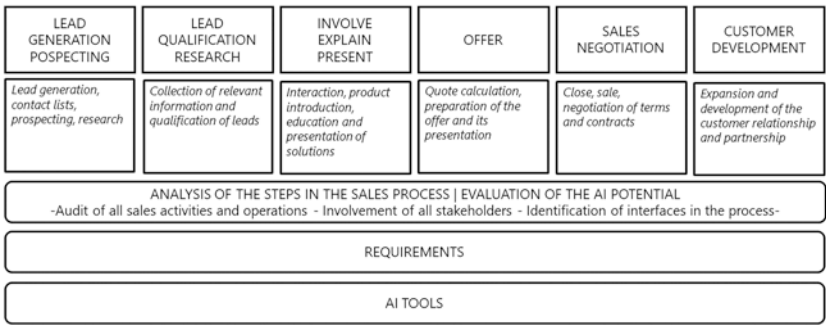 LEAD
GENERATION
POSPECTING
LEAD
QUALIFICATION
RESEARCH
INVOLVE
EXPLAIN
PRESENT
OFFER
SALES
NEGOTIATION
CUSTOMER
DEVELOPMENT
Lead generation,
contact lists,
prospecting, research
Collection of relevant
information and
qualification of leads
Interaction, product
introduction,
education and
presentation of
solutions
Quote calculation,
preparation of the
offer and its
presentation
Close, sale,
negotiation of terms
and contracts
Expansion and
development of the
customer relationship
and partnership
ANALYSIS OF THE STEPS IN THE SALES PROCESS | EVALUATION OF THE AI POTENTIAL
-Audit of all sales activities and operations - Involvement of all stakeholders - Identification of interfaces in the process-
REQUIREMENTS
AI TOOLS